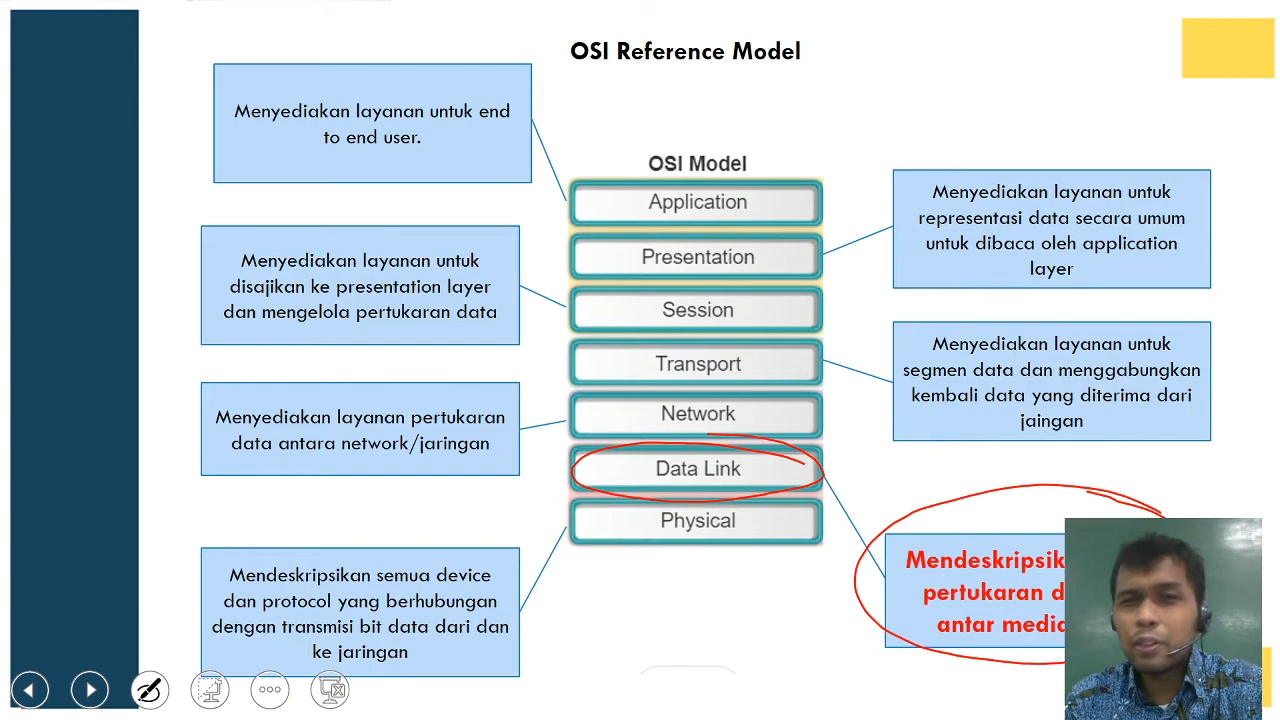 OSI Reference Model
Menyediakan layanan untuk end
to end user.
OSI Model
Application
Presentation
Session
Transport
Network
Data Link
Physical
Menyediakan layanan untuk
representasi data secara umum
untuk dibaca oleh application
layer
Menyediakan layanan untuk
disajikan ke presentation layer
dan mengelola pertukaran data
Menyediakan layanan untuk
segmen data dan menggabungkan
kembali data yang diterima dari
jaingan
Menyediakan layanan pertukaran
data antara network/jaringan
Mendeskripsikan semua device
dan protocol yang berhubungan
dengan transmisi bit data dari dan
ke jaringan
pertukaran
antar media